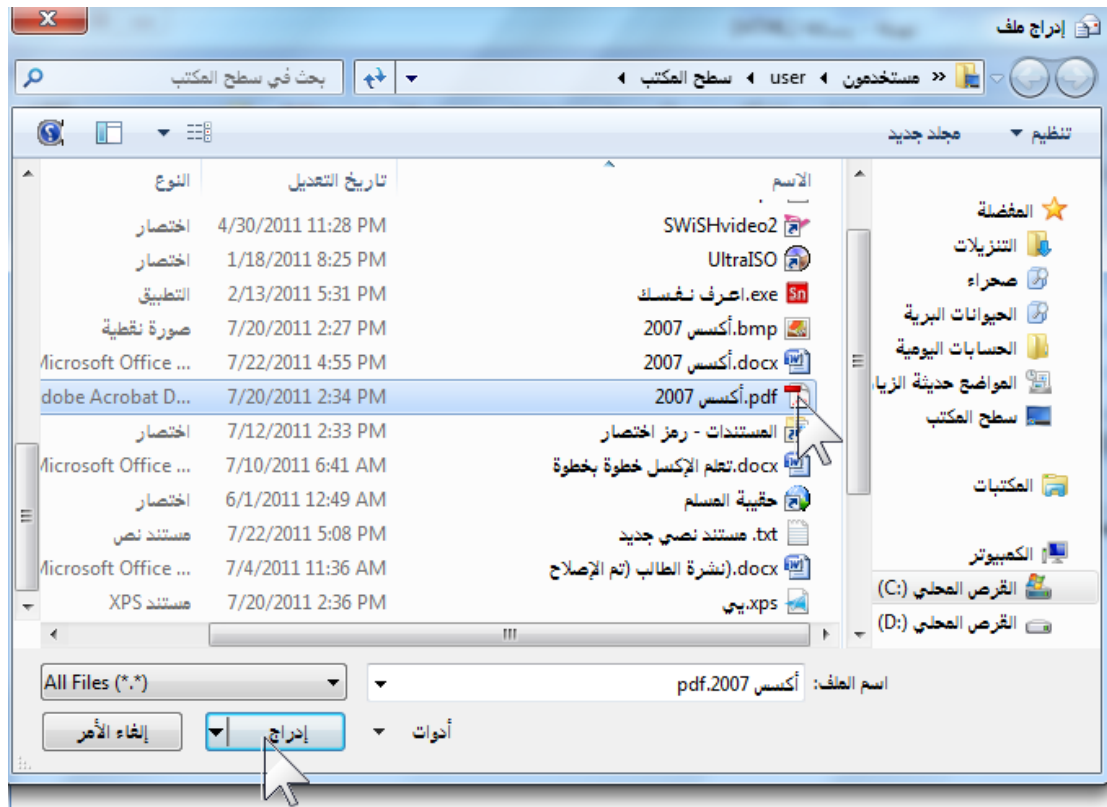 إدراج ملف
« مستخدمون ◂ user ◂ سطح المكتب ◂
بحث في سطح المكتب
تنظيم ▼ مجلد جديد
الاسم تاريخ التعديل النوع
SWiSHvideo2 4/30/2011 11:28 PM اختصار
UltraISO 1/18/2011 8:25 PM اختصار
اعرف نفسك.exe 2/13/2011 5:31 PM التطبيق
أكسس 2007.bmp 7/20/2011 2:27 PM صورة نقطية
أكسس 2007.docx 7/22/2011 4:55 PM Microsoft Office ...
أكسس 2007.pdf 7/20/2011 2:34 PM dobe Acrobat D...
المستندات - رمز اختصار 7/12/2011 2:33 PM اختصار
تعلم الإكسل خطوة بخطوة.docx 7/10/2011 6:41 AM Microsoft Office ...
حقيبة المسلم 6/1/2011 12:49 AM اختصار
مستند نصي جديد .txt 7/22/2011 5:08 PM مستند نص
نشرة الطالب (تم الإصلاح).docx 7/4/2011 11:36 AM Microsoft Office ...
يي.xps 7/20/2011 2:36 PM مستند XPS
المفضلة
التنزيلات
صحراء
الحيوانات البرية
الحسابات اليومية
المواضع حديثة الزيا
سطح المكتب
المكتبات
الكمبيوتر
القرص المحلي (C:)
القرص المحلي (D:)
اسم الملف: أكسس 2007.pdf All Files (*.*)
أدوات إدراج إلغاء الأمر